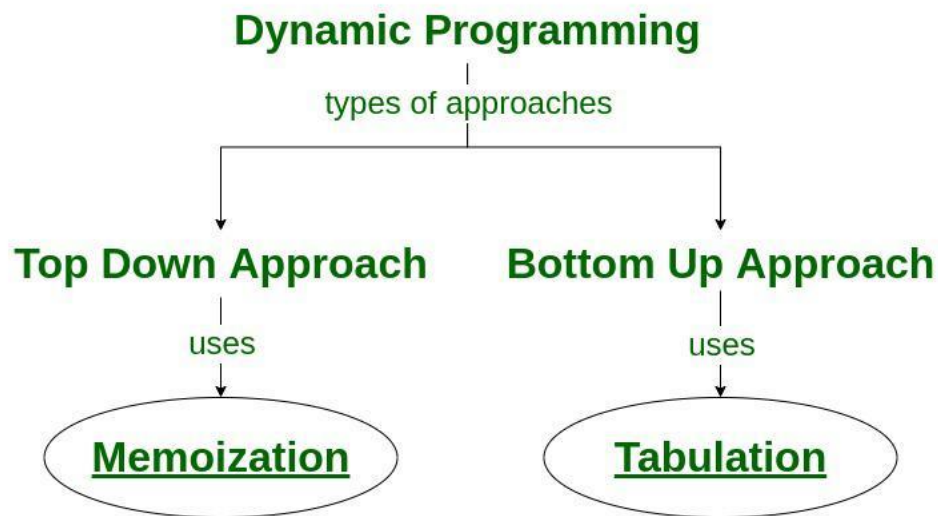 Dynamic Programming
types of approaches
Top Down Approach
Bottom Up Approach
uses
uses
Memoization
Tabulation